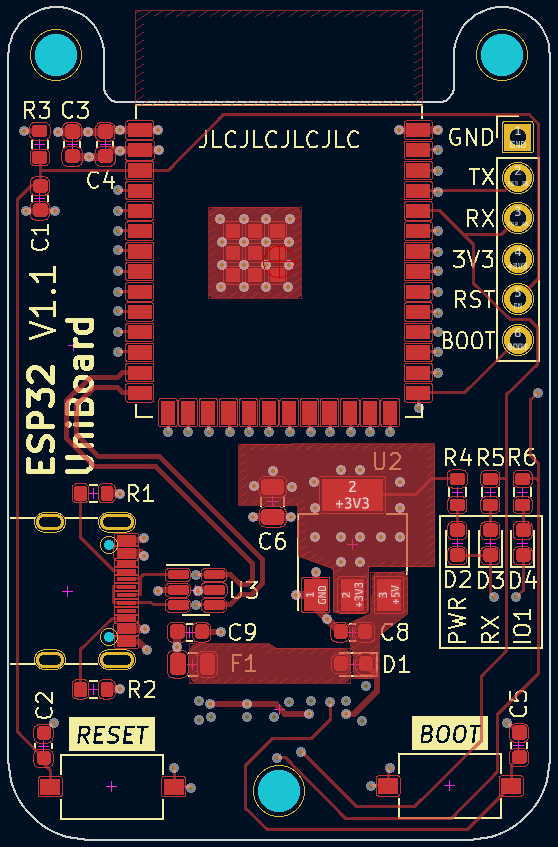 R3 C3
JLCJLCJLCJLC
GND
C4
TX
RX
C1
3V3
RST
BOOT
ESP32 V1.1
UniBoard
U2
R4 R5 R6
2
+3V3
R1
C6
D2 D3 D4
U3
1
GND
2
+3V3
3
+5V
PWR
RX
IO1
C9
C8
F1
D1
R2
C2
C5
RESET
BOOT